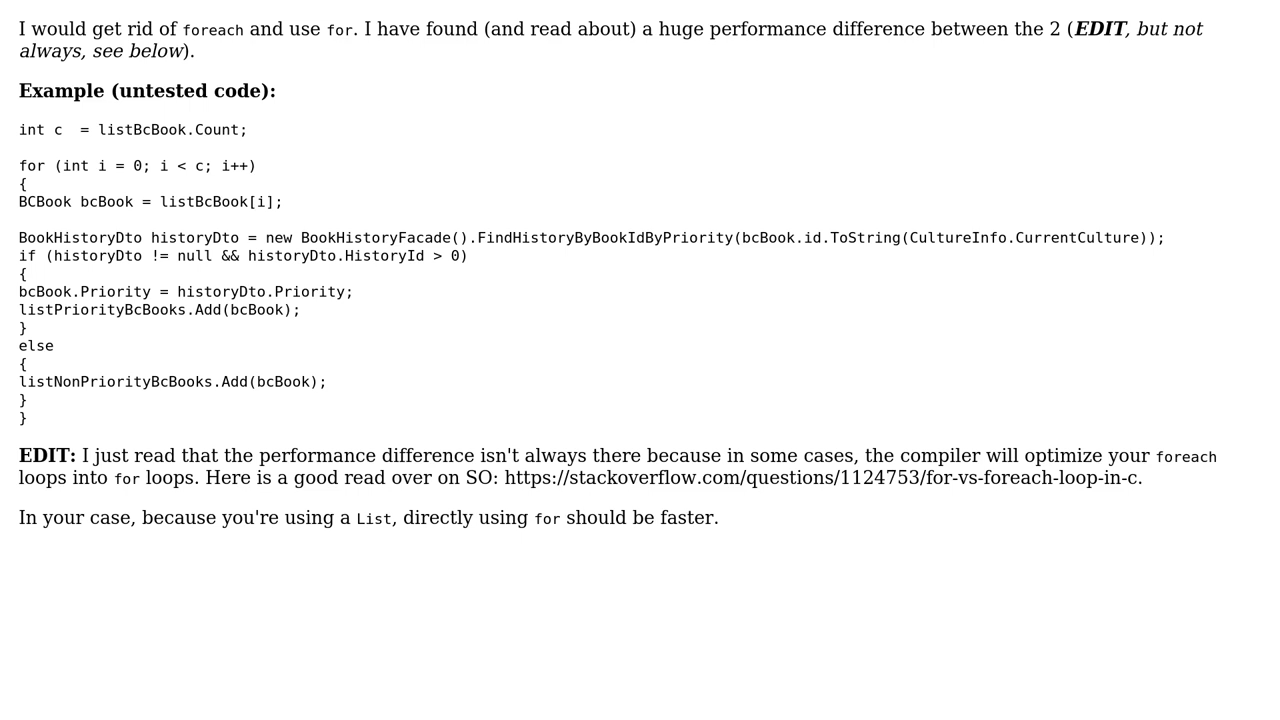 I would get rid of foreach and use for. I have found (and read about) a huge performance difference between the 2 (EDIT, but not
always, see below).
Example (untested code):
int c  = listBcBook.Count;
for (int i = 0; i < c; i++)
{
BCBook bcBook = listBcBook[i];
BookHistoryDto historyDto = new BookHistoryFacade().FindHistoryByBookIdByPriority(bcBook.id.ToString(CultureInfo.CurrentCulture));
if (historyDto != null && historyDto.HistoryId > 0)
{
bcBook.Priority = historyDto.Priority;
listPriorityBcBooks.Add(bcBook);
}
else
{
listNonPriorityBcBooks.Add(bcBook);
}
}
EDIT: I just read that the performance difference isn't always there because in some cases, the compiler will optimize your foreach
loops into for loops. Here is a good read over on SO: https://stackoverflow.com/questions/1124753/for-vs-foreach-loop-in-c.
In your case, because you're using a List, directly using for should be faster.